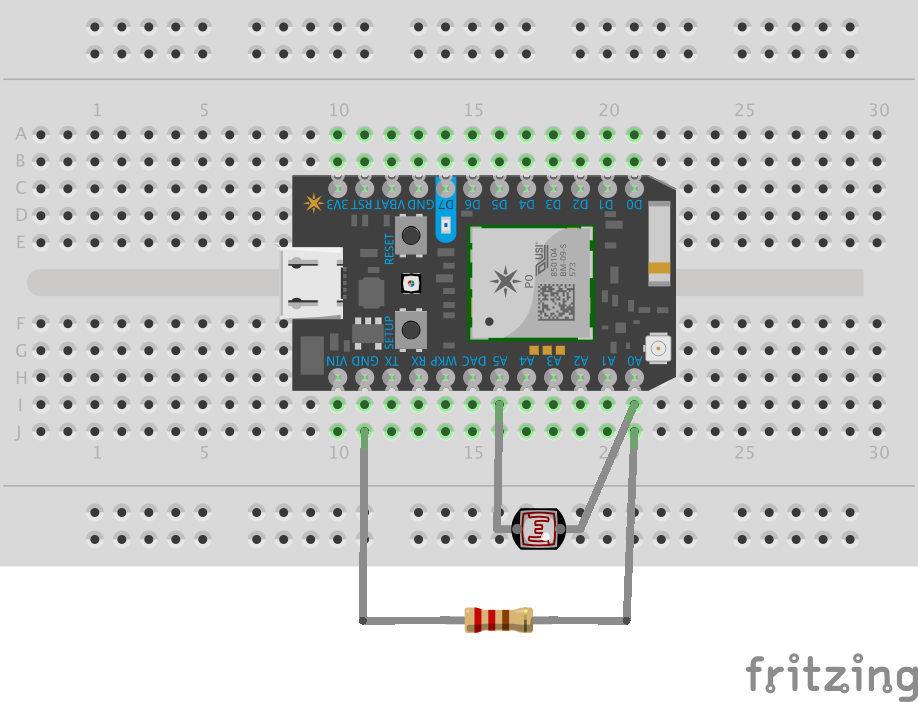 1 5 10 15 20 25 30
A
B
C
3V3 RST VBAT GND D7 D6 D5 D4 D3 D2 D1 D0
D
E
RESET
USI
850104
BM-09-S
573
P0
SETUP
F
G
VIN GND TX RX WKP DAC A5 A4 A3 A2 A1 A0
H
I
J
1 5 10 15 20 25 30
fritzing